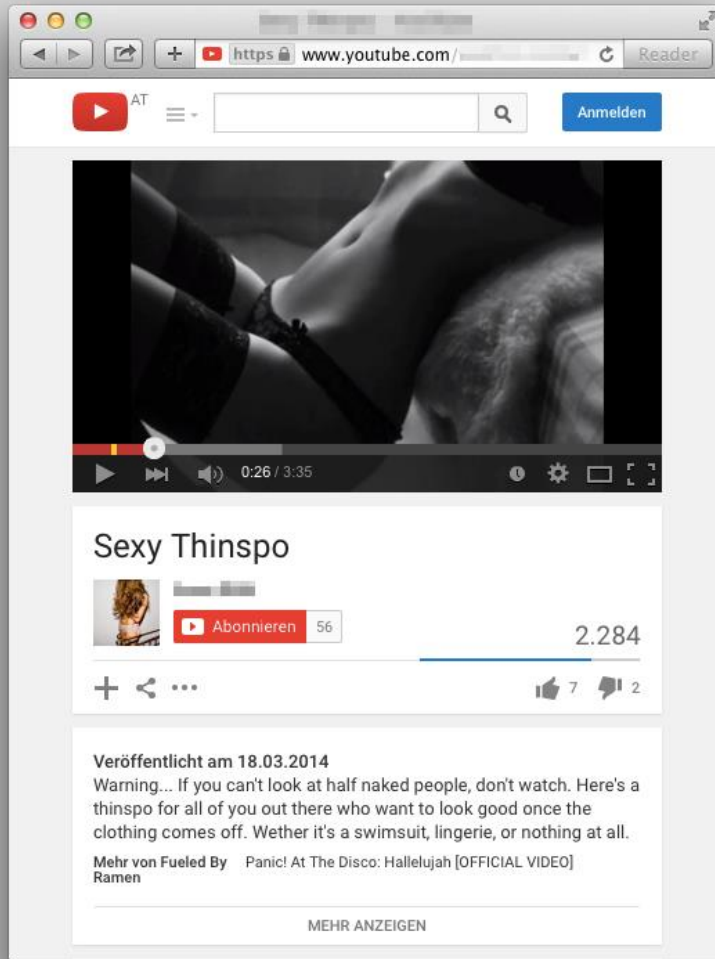 https www.youtube.com/
Reader
AT
Anmelden
0:26 / 3:35
Sexy Thinspo
Abonnieren 56
2.284
7 2
Veröffentlicht am 18.03.2014
Warning... If you can't look at half naked people, don't watch. Here's a
thinspo for all of you out there who want to look good once the
clothing comes off. Wether it's a swimsuit, lingerie, or nothing at all.
Mehr von Fueled By Panic! At The Disco: Hallelujah [OFFICIAL VIDEO]
Ramen
MEHR ANZEIGEN